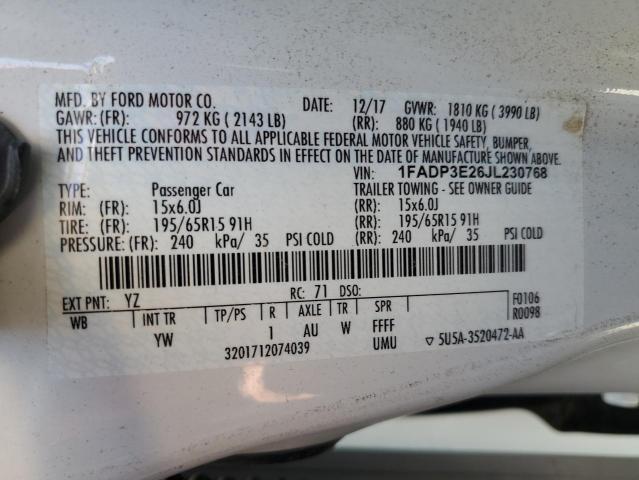 MFD. BY FORD MOTOR CO. DATE: 12/17 GVWR: 1810 KG ( 3990 LB)
GAWR: (FR): 972 KG ( 2143 LB) (RR): 880 KG ( 1940 LB)
THIS VEHICLE CONFORMS TO ALL APPLICABLE FEDERAL MOTOR VEHICLE SAFETY, BUMPER,
AND THEFT PREVENTION STANDARDS IN EFFECT ON THE DATE OF MANUFACTURE SHOWN ABOVE.
VIN: 1FADP3E26JL230768
TYPE: Passenger Car TRAILER TOWING - SEE OWNER GUIDE
RIM: (FR): 15x6.0J (RR): 15x6.0J
TIRE: (FR): 195/65R15 91H (RR): 195/65R15 91H
PRESSURE: (FR): 240 kPa/ 35 PSI COLD (RR): 240 kPa/ 35 PSI COLD
EXT PNT: YZ RC: 71 DSO: F0106
WB INT TR TP/PS R AXLE TR SPR R0098
YW 1 AU W FFFF
3201712074039 UMU ▽ 5U5A-3520472-AA